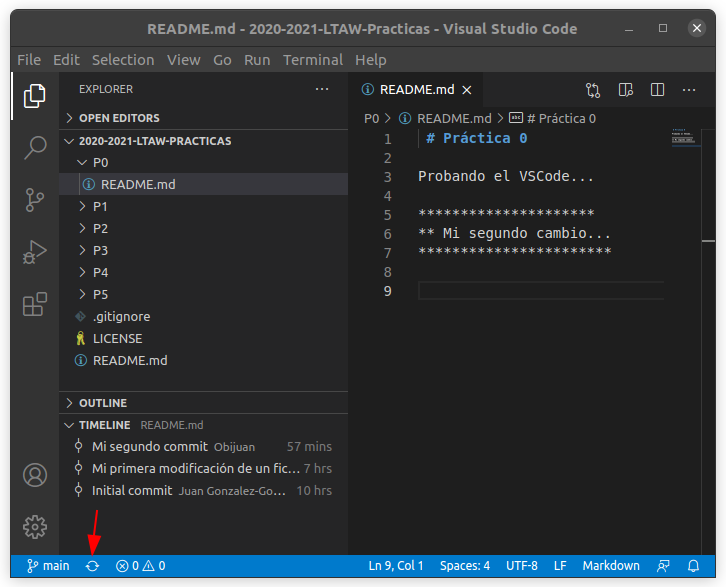 README.md - 2020-2021-LTAW-Practicas - Visual Studio Code
File Edit Selection View Go Run Terminal Help
EXPLORER
OPEN EDITORS
2020-2021-LTAW-PRACTICAS
P0
README.md
P1
P2
P3
P4
P5
.gitignore
LICENSE
README.md
OUTLINE
TIMELINE README.md
Mi segundo commit Obijuan 57 mins
Mi primera modificación de un fic... 7 hrs
Initial commit Juan Gonzalez-Go... 10 hrs
README.md
P0 > README.md > # Práctica 0
1 # Práctica 0
2
3 Probando el VSCode...
4
5 *********************
6 ** Mi segundo cambio...
7 ***********************
8
9
main 0 0 Ln 9, Col 1 Spaces: 4 UTF-8 LF Markdown